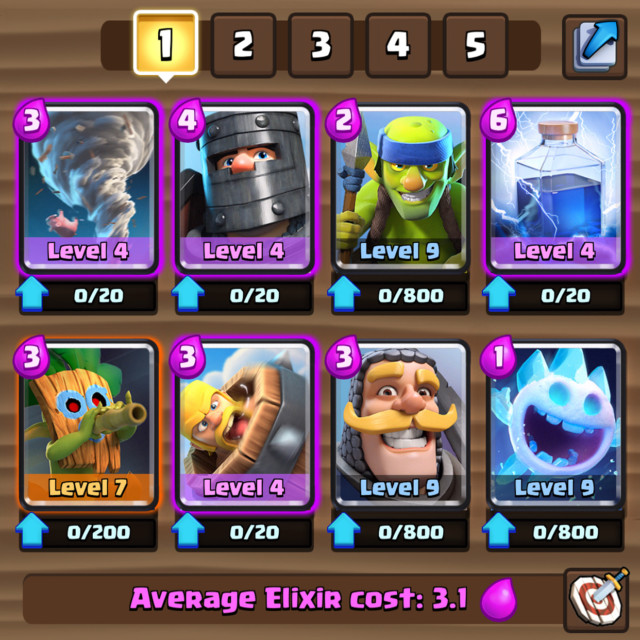 1 2 3 4 5
3 4 2 6
Level 4 Level 4 Level 9 Level 4
0/20 0/20 0/800 0/20
3 3 3 1
Level 7 Level 4 Level 9 Level 9
0/200 0/20 0/800 0/800
Average Elixir cost: 3.1